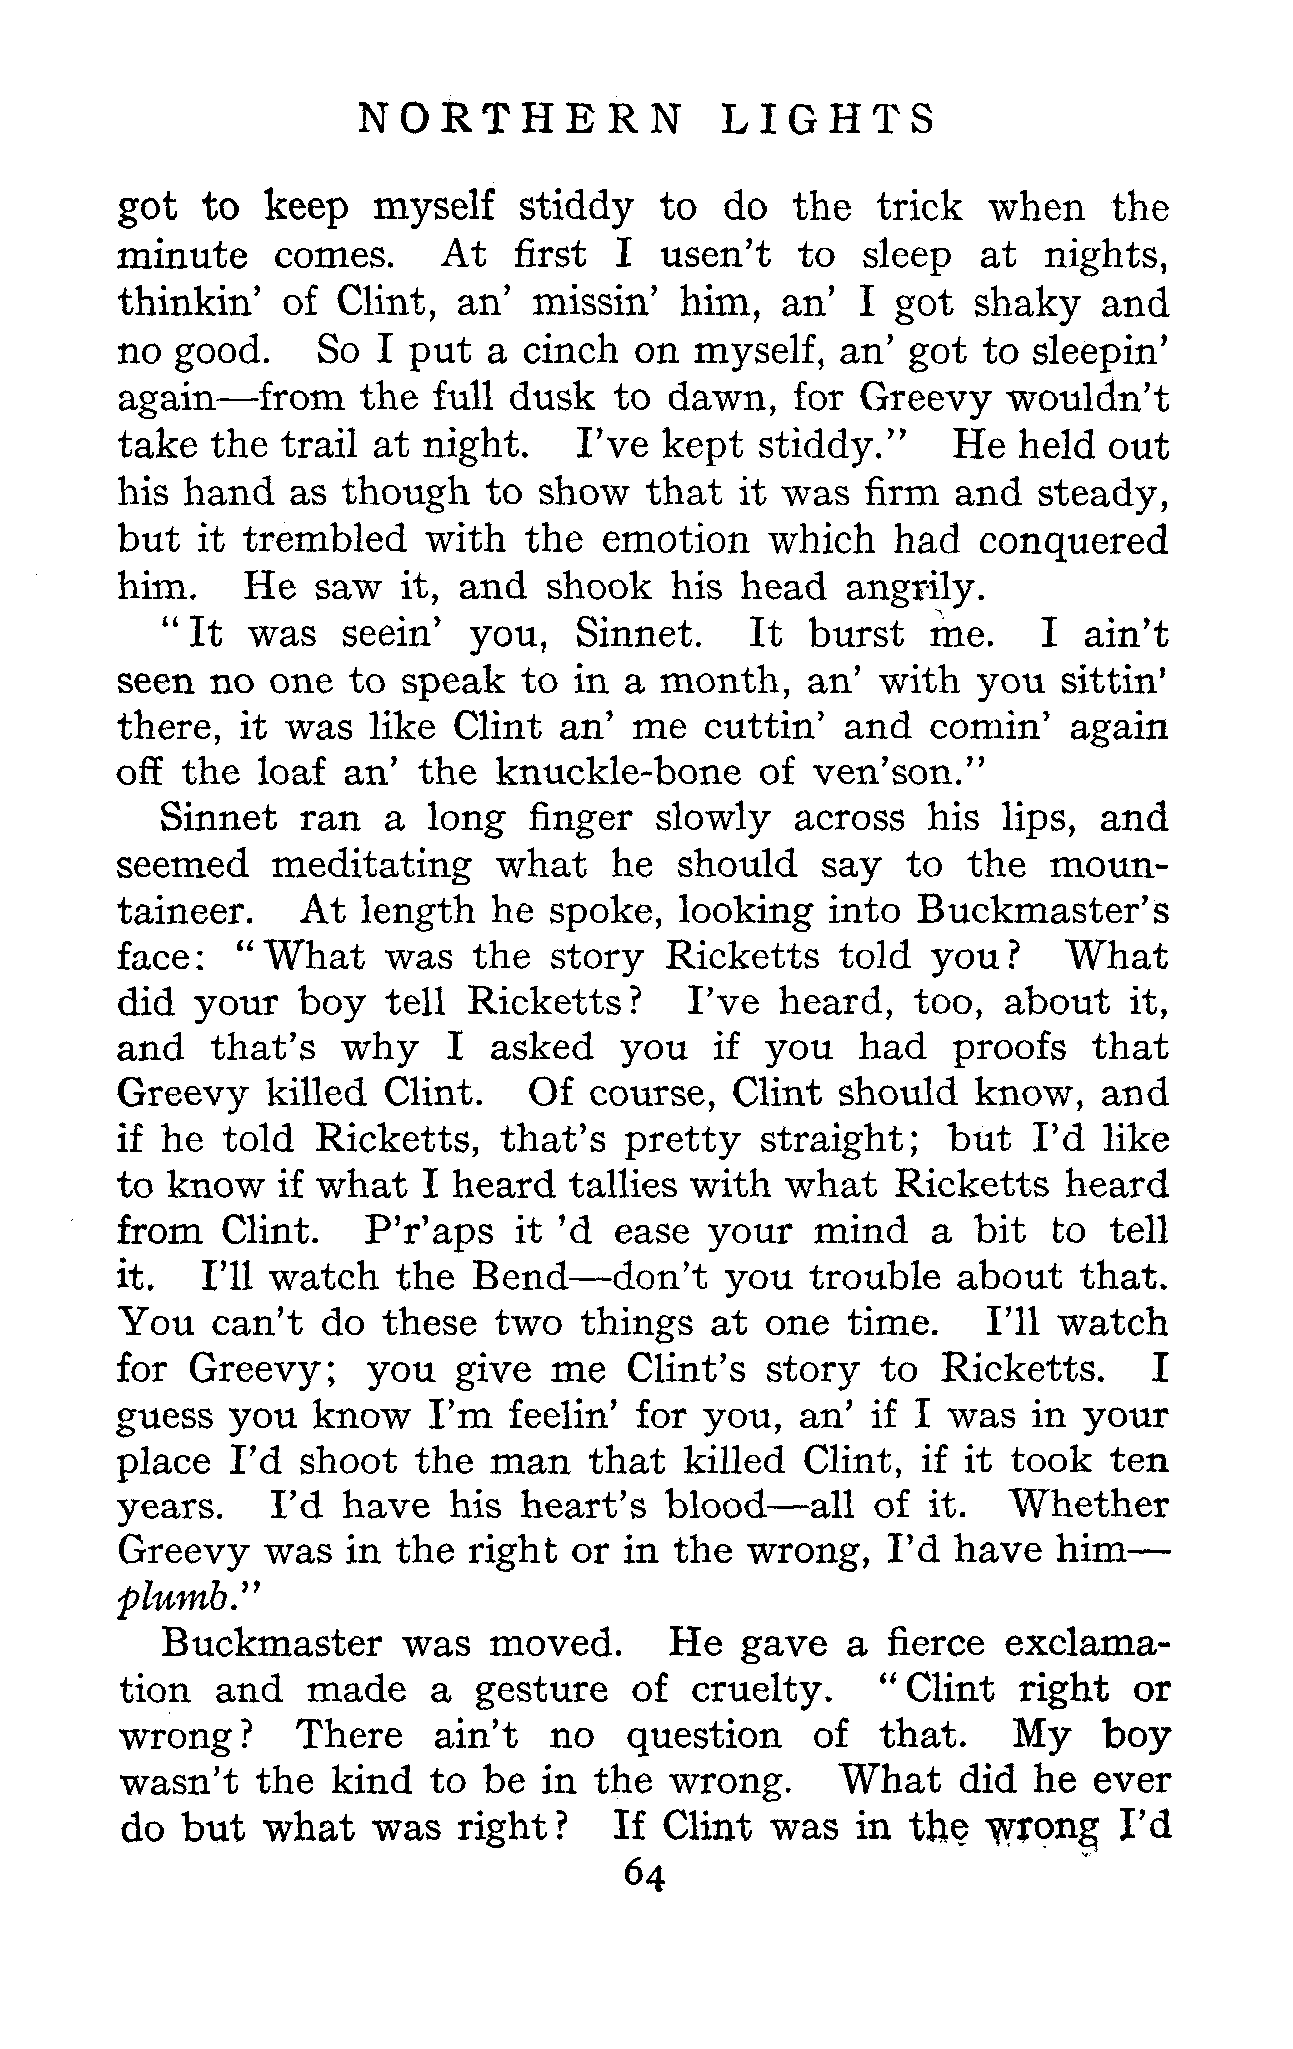 NORTHERN LIGHTS
got to keep myself stiddy to do the trick when the
minute comes. At first I usen't to sleep at nights,
thinkin' of Clint, an' missin' him, an' I got shaky and
no good. So I put a cinch on myself, an' got to sleepin'
again—from the full dusk to dawn, for Greevy wouldn't
take the trail at night. I've kept stiddy." He held out
his hand as though to show that it was firm and steady,
but it trembled with the emotion which had conquered
him. He saw it, and shook his head angrily.
"It was seein' you, Sinnet. It burst me. I ain't
seen no one to speak to in a month, an' with you sittin'
there, it was like Clint an' me cuttin' and comin' again
off the loaf an' the knuckle-bone of ven'son."
Sinnet ran a long finger slowly across his lips, and
seemed meditating what he should say to the moun-
taineer. At length he spoke, looking into Buckmaster's
face: "What was the story Ricketts told you? What
did your boy tell Ricketts? I've heard, too, about it,
and that's why I asked you if you had proofs that
Greevy killed Clint. Of course, Clint should know, and
if he told Ricketts, that's pretty straight; but I'd like
to know if what I heard tallies with what Ricketts heard
from Clint. P'r'aps it 'd ease your mind a bit to tell
it. I'll watch the Bend—don't you trouble about that.
You can't do these two things at one time. I'll watch
for Greevy; you give me Clint's story to Ricketts. I
guess you know I'm feelin' for you, an' if I was in your
place I'd shoot the man that killed Clint, if it took ten
years. I'd have his heart's blood—all of it. Whether
Greevy was in the right or in the wrong, I'd have him—
plumb."
Buckmaster was moved. He gave a fierce exclama-
tion and made a gesture of cruelty. "Clint right or
wrong? There ain't no question of that. My boy
wasn't the kind to be in the wrong. What did he ever
do but what was right? If Clint was in the wrong I'd
64